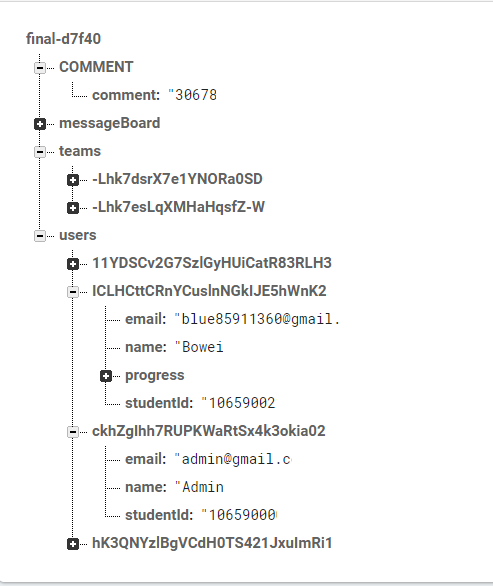 final-d7f40
COMMENT
comment: "30678
messageBoard
teams
-Lhk7dsrX7e1YNORa0SD
-Lhk7esLqXMHaHqsfZ-W
users
11YDSCv2G7SzlGyHUiCatR83RLH3
ICLHCttCRnYCuslnNGkIJE5hWnK2
email: "blue85911360@gmail.
name: "Bowei
progress
studentId: "10659002
ckhZglhh7RUPKWaRtSx4k3okia02
email: "admin@gmail.c
name: "Admin
studentId: "10659000
hK3QNYzlBgVCdH0TS421JxulmRi1